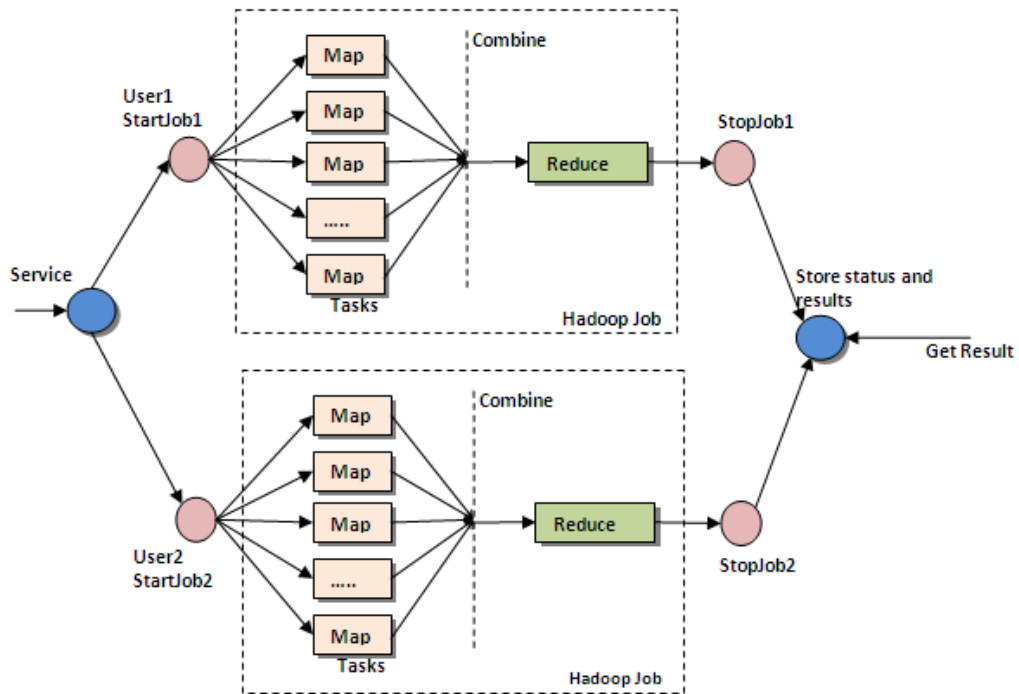 Combine
Map
User1
StartJob1
Map
StopJob1
Map
Reduce
.....
Service
Map
Tasks
Store status and
results
Hadoop Job
Get Result
Combine
Map
Map
Map
Reduce
User2
StartJob2
.....
StopJob2
Map
Tasks
Hadoop Job